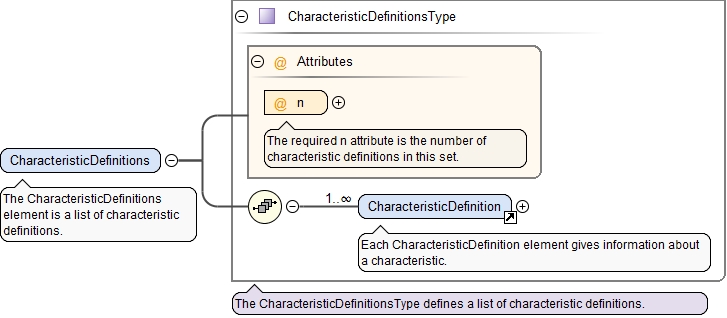 CharacteristicDefinitionsType
@ Attributes
@ n
The required n attribute is the number of
characteristic definitions in this set.
CharacteristicDefinitions
The CharacteristicDefinitions
element is a list of characteristic
definitions.
1..∞
CharacteristicDefinition
Each CharacteristicDefinition element gives information about
a characteristic.
The CharacteristicDefinitionsType defines a list of characteristic definitions.